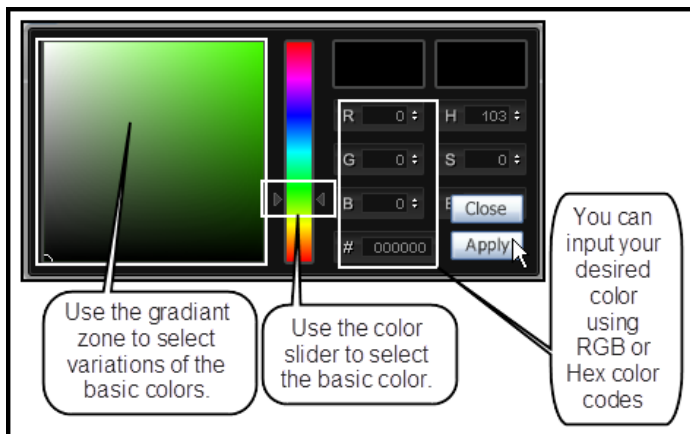 R 0 H 103
G 0 S 0
B 0 Close
# 000000 Apply
Use the gradiant
zone to select
variations of the
basic colors.
Use the color
slider to select
the basic color.
You can
input your
desired
color
using
RGB or
Hex color
codes